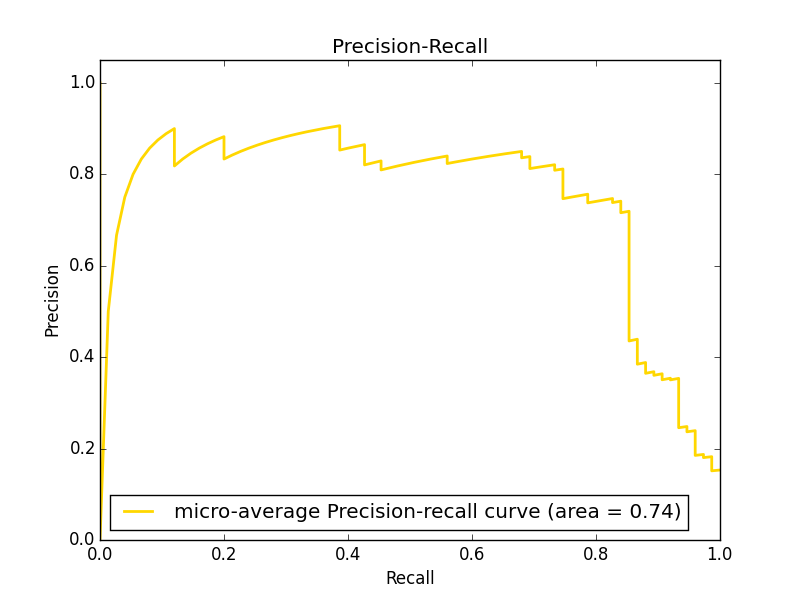 Precision-Recall
1.0
0.8
0.6
0.4
0.2
0.0
Precision
micro-average Precision-recall curve (area = 0.74)
0.0 0.2 0.4 0.6 0.8 1.0
Recall